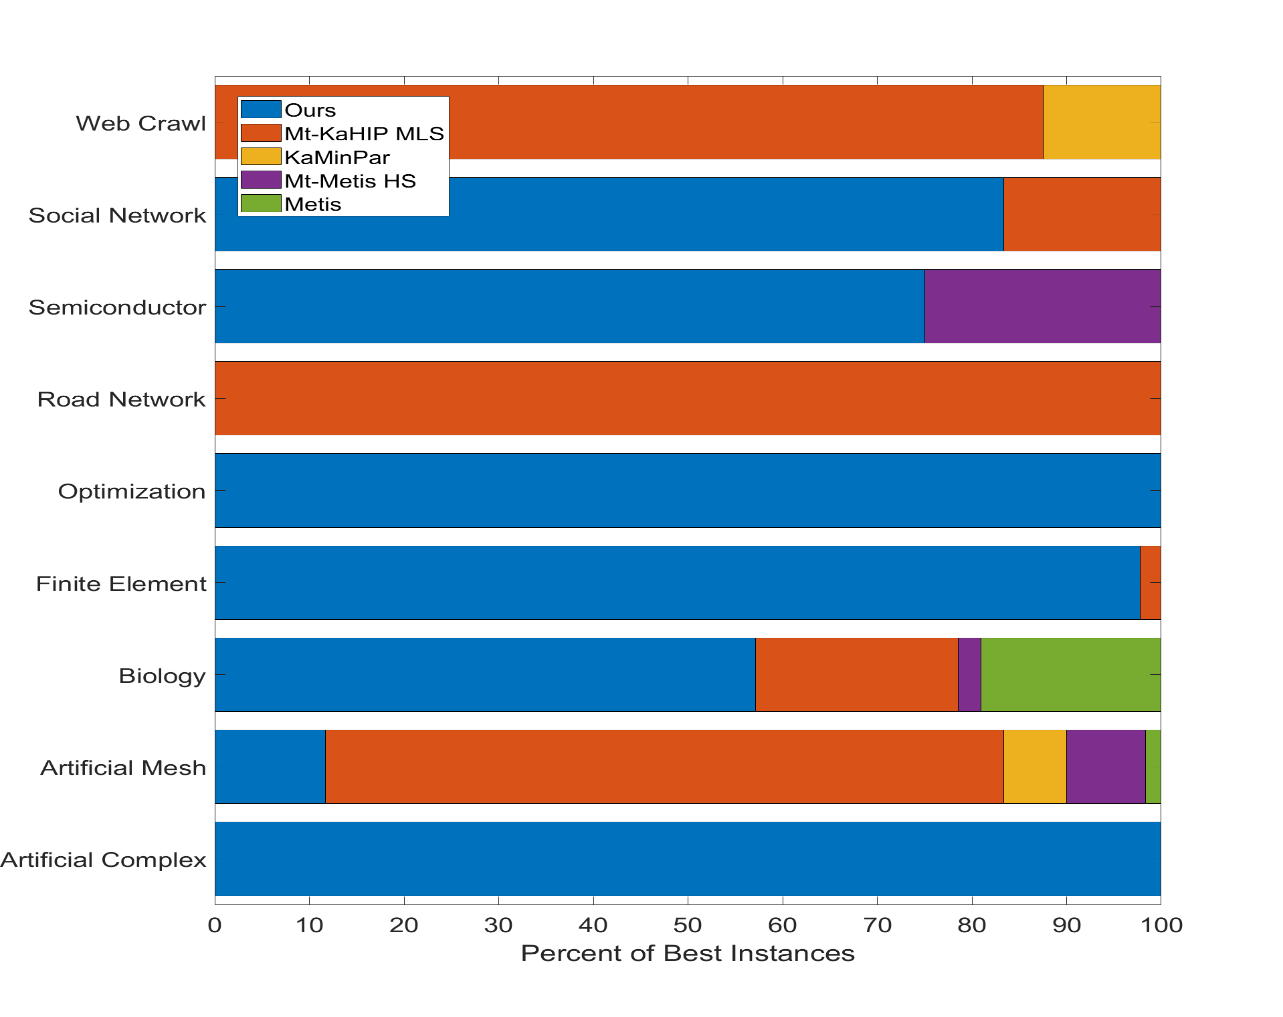 Web Crawl
Social Network
Semiconductor
Road Network
Optimization
Finite Element
Biology
Artificial Mesh
Artificial Complex
Ours
Mt-KaHIP MLS
KaMinPar
Mt-Metis HS
Metis
0 10 20 30 40 50 60 70 80 90 100
Percent of Best Instances